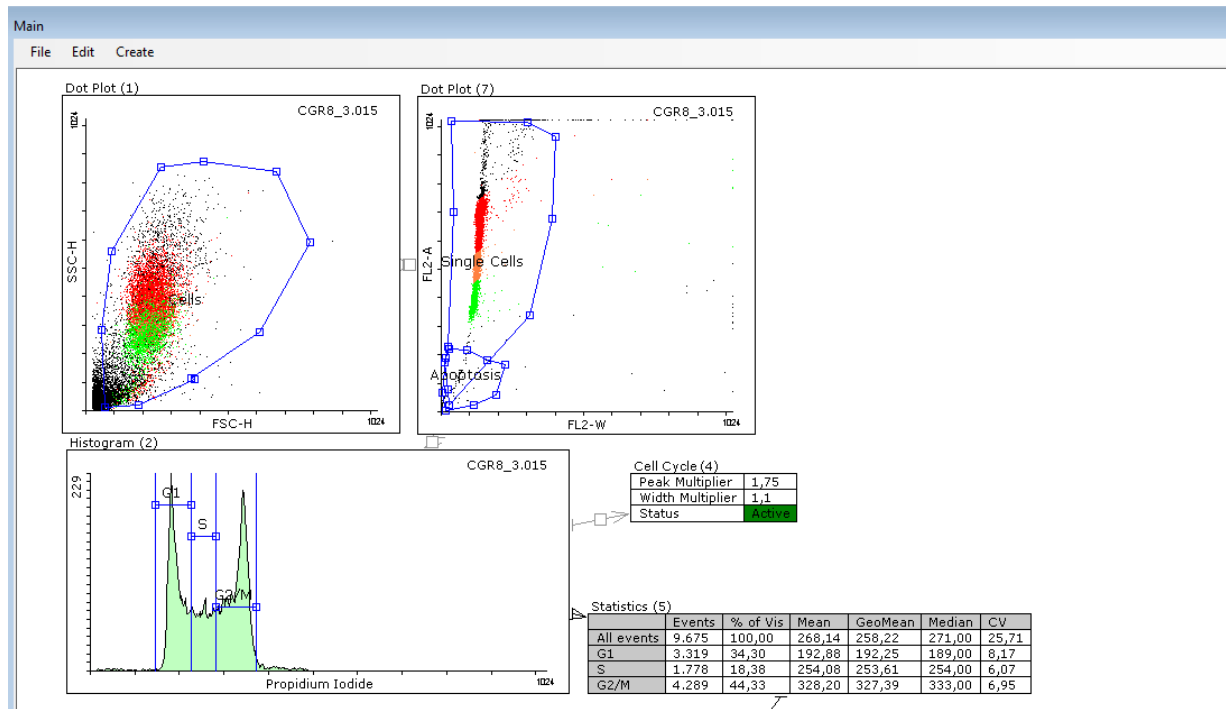 Main
File Edit Create
Dot Plot (1)
CGR8_3.015
1024
SSC-H
Cells
FSC-H
1024
Dot Plot (7)
CGR8_3.015
1024
FL2-A
Single Cells
Apoptosis
FL2-W
1024
Histogram (2)
CGR8_3.015
229
G1
S
G2/M
Propidium Iodide
1024
Cell Cycle (4)
Peak Multiplier 1,75
Width Multiplier 1,1
Status Active
Statistics (5)
Events % of Vis Mean GeoMean Median CV
All events 9.675 100,00 268,14 258,22 271,00 25,71
G1 3.319 34,30 192,88 192,25 189,00 8,17
S 1.778 18,38 254,08 253,61 254,00 6,07
G2/M 4.289 44,33 328,20 327,39 333,00 6,95